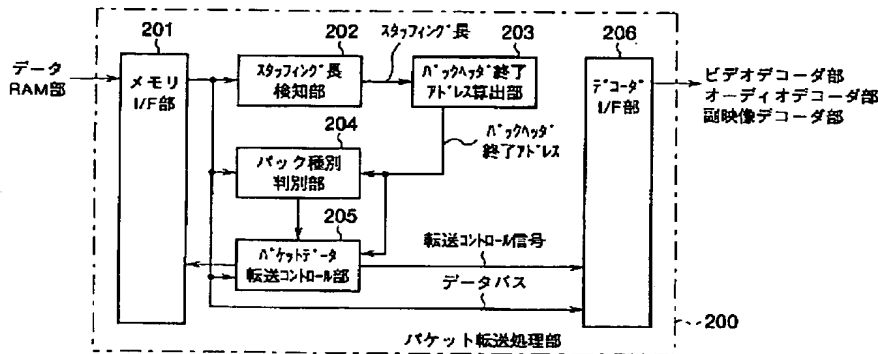 201
202
スタッフィング長
203
206
データ
RAM部
メモリ
I/F部
スタッフィング長
検知部
パックヘッダ終了
アドレス算出部
デコーダ
I/F部
ビデオデコーダ部
オーディオデコーダ部
副映像デコーダ部
204
パックヘッダ
終了アドレス
パック種別
判別部
205
パケットデータ
転送コントロール部
転送コントロール信号
データバス
パケット転送処理部
200